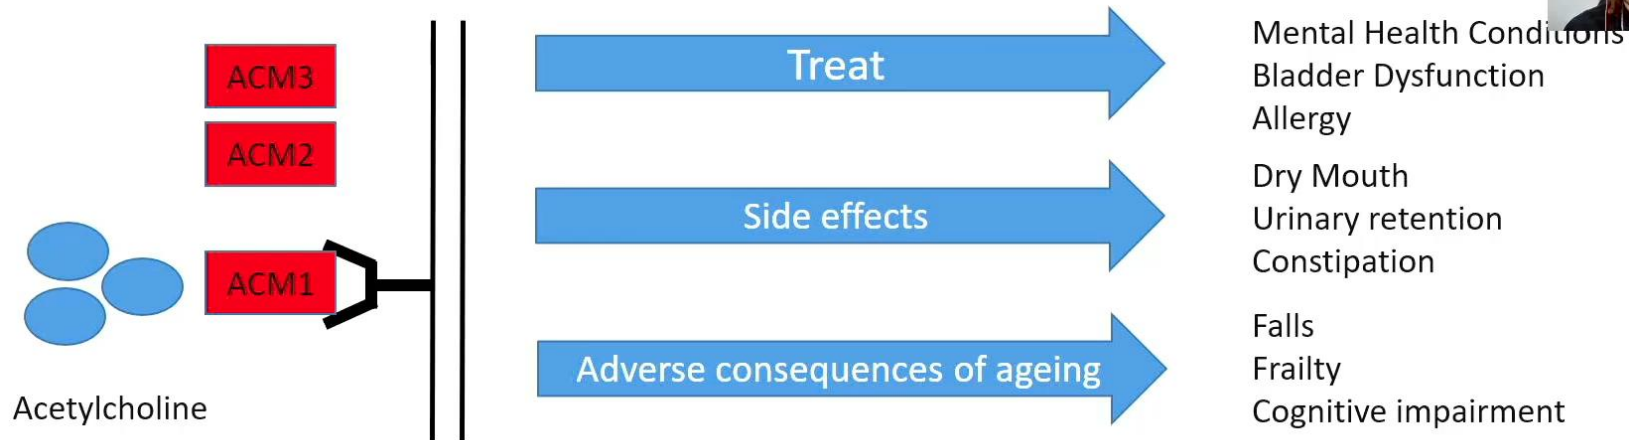 ACM3
ACM2
ACM1
Acetylcholine
Treat
Mental Health Conditions
Bladder Dysfunction
Allergy
Side effects
Dry Mouth
Urinary retention
Constipation
Adverse consequences of ageing
Falls
Frailty
Cognitive impairment